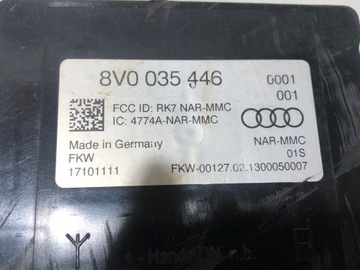 8V0 035 446 0001
001
FCC ID: RK7 NAR-MMC
IC: 4774A-NAR-MMC
Made in Germany NAR-MMC
FKW 01S
17101111 FKW-00127.02.1300050007
HandsON n.b.